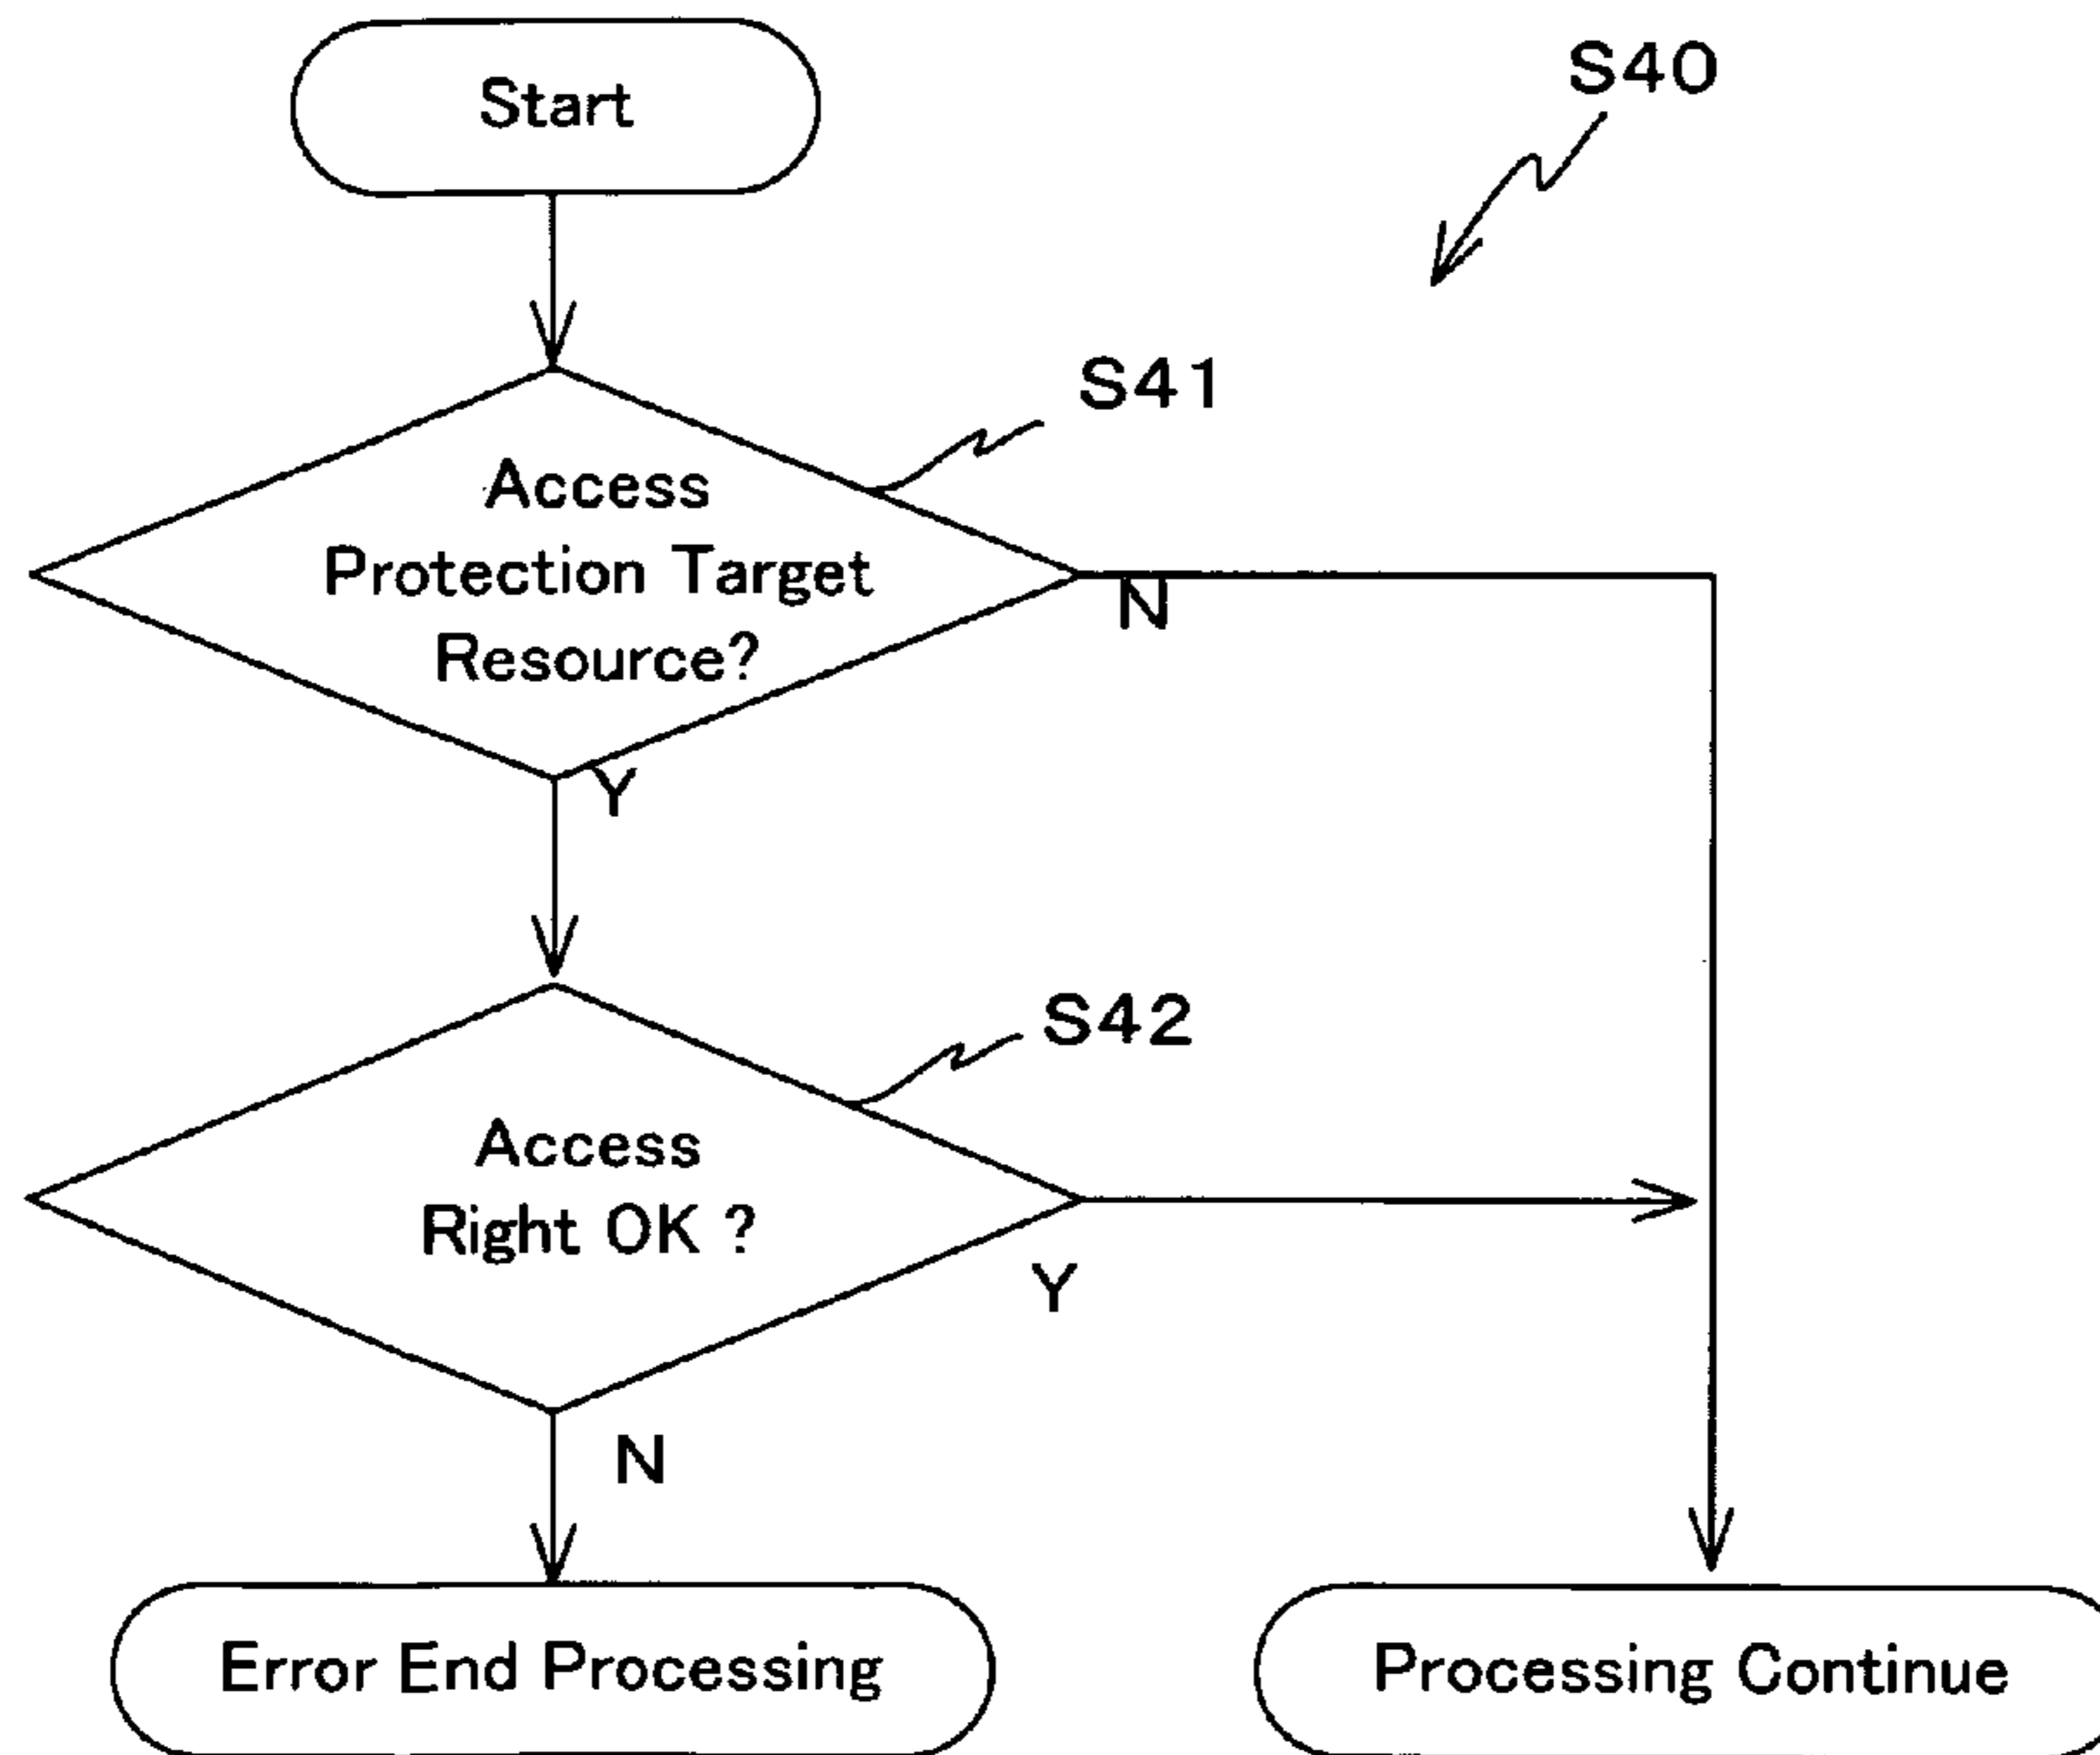 Start
S40
S41
Access
Protection Target
Resource?
N
Y
S42
Access
Right OK ?
Y
N
Error End Processing
Processing Continue